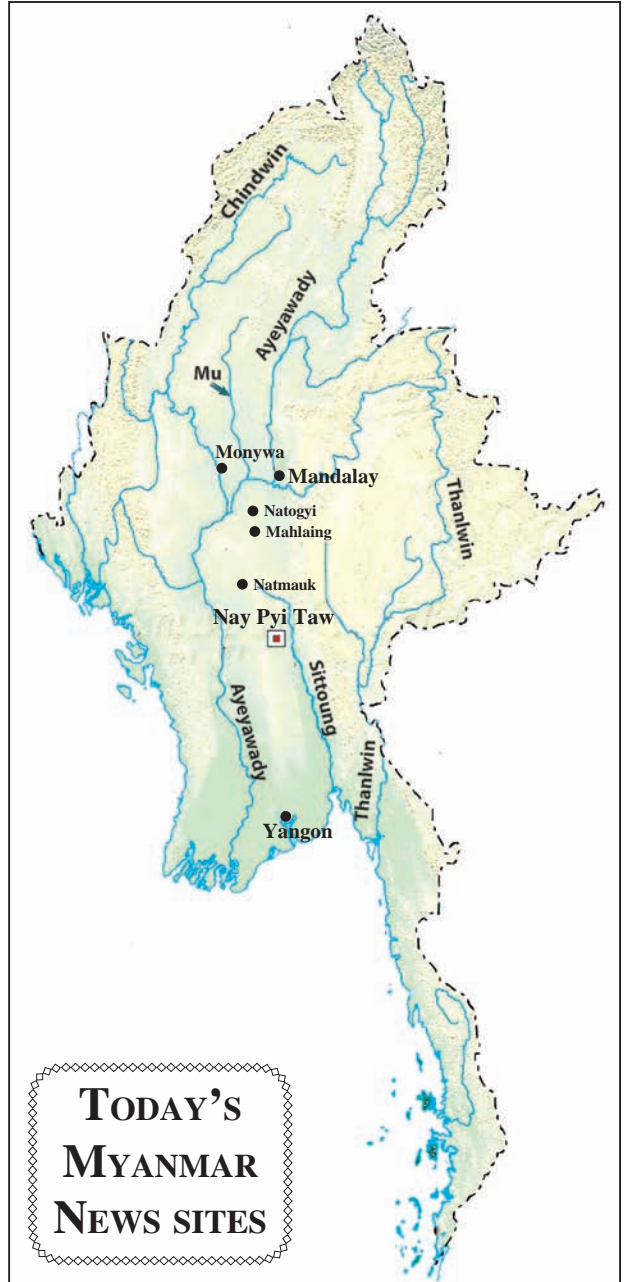 Chindwin
Ayeyawady
Mu
Monywa
Mandalay
Thanlwin
Natogyi
Mahlaing
Natmauk
Nay Pyi Taw
Sittoung
Ayeyawady
Thanlwin
Yangon
TODAY'S
MYANMAR
NEWS SITES